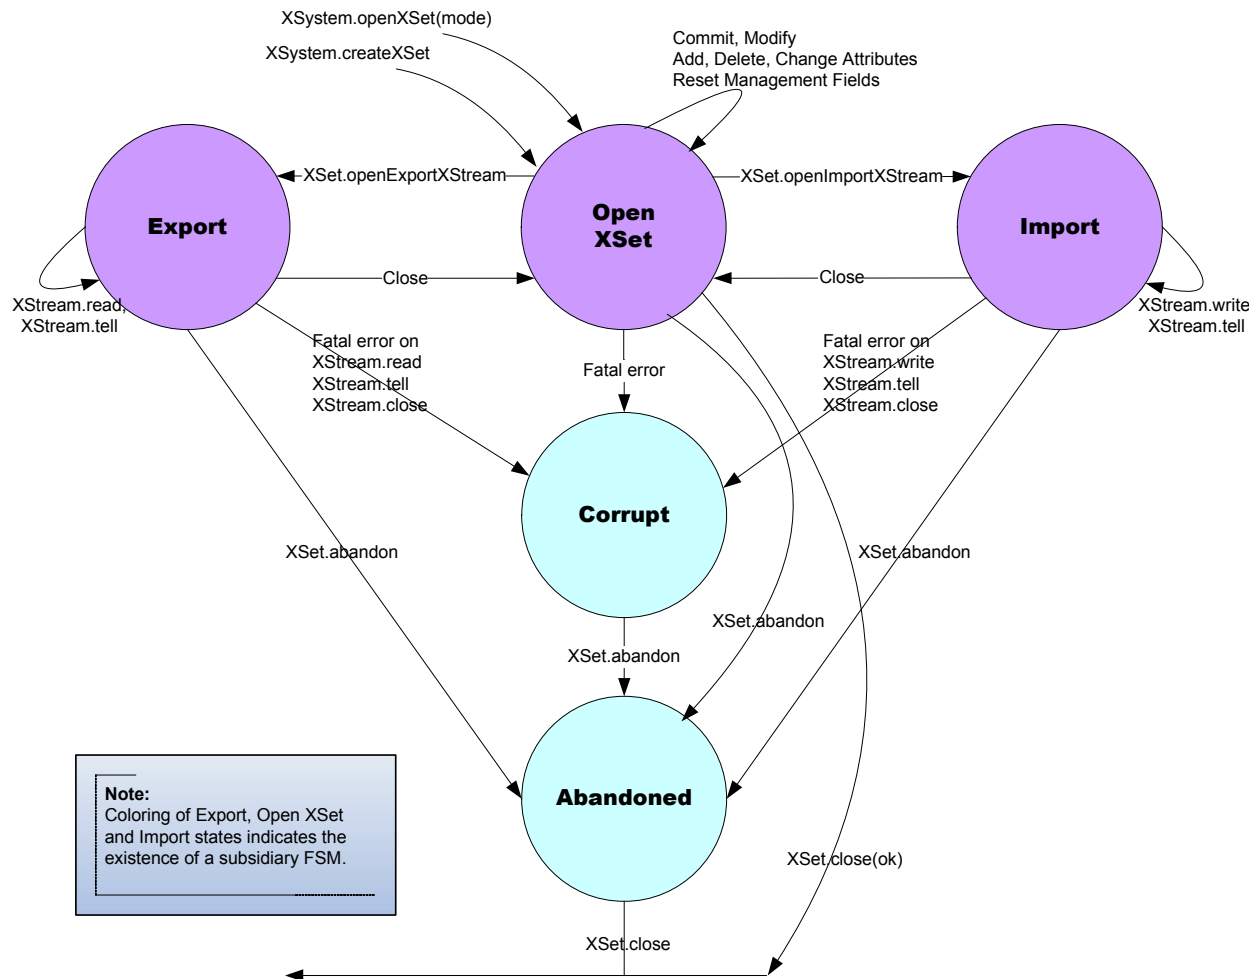 XSystem.openXSet(mode)
XSystem.createXSet
Commit, Modify
Add, Delete, Change Attributes
Reset Management Fields
XSet.openExportXStream
XSet.openImportXStream
Export
Open
XSet
Import
Close
Close
XStream.read,
XStream.tell
XStream.write
XStream.tell
Fatal error on
XStream.read
XStream.tell
XStream.close
Fatal error
Fatal error on
XStream.write
XStream.tell
XStream.close
Corrupt
XSet.abandon
XSet.abandon
XSet.abandon
XSet.abandon
Abandoned
Note:
Coloring of Export, Open XSet
and Import states indicates the
existence of a subsidiary FSM.
XSet.close(ok)
XSet.close